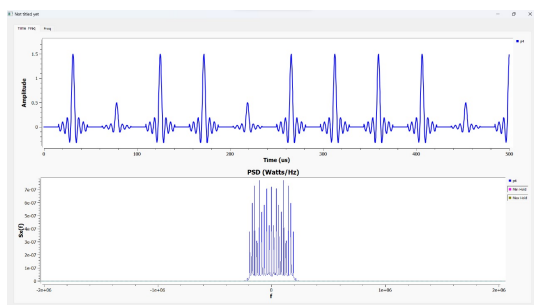 Not titled yet
Time Freq Freq
p4
1.5
1
0.5
0
Amplitude
0 100 200 300 400 500
Time (us)
PSD (Watts/Hz)
p4
Min Hold
Max Hold
7e-07
6e-07
5e-07
4e-07
3e-07
2e-07
1e-07
0
Sx(f)
-2e+06 -1e+06 0 1e+06 2e+06
f